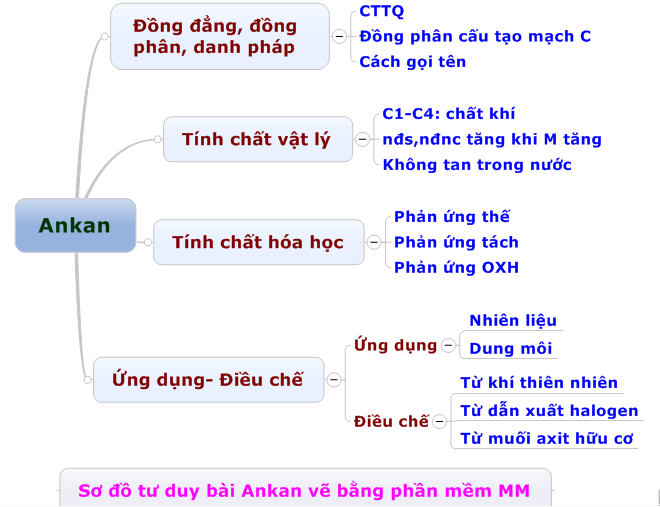 Đồng đẳng, đồng
phân, danh pháp
CTTQ
Đồng phân cấu tạo mạch C
Cách gọi tên
Tính chất vật lý
C1-C4: chất khí
nđs,nđnc tăng khi M tăng
Không tan trong nước
Ankan
Tính chất hóa học
Phản ứng thế
Phản ứng tách
Phản ứng OXH
Ứng dụng- Điều chế
Ứng dụng
Nhiên liệu
Dung môi
Điều chế
Từ khí thiên nhiên
Từ dẫn xuất halogen
Từ muối axit hữu cơ
Sơ đồ tư duy bài Ankan vẽ bằng phần mềm MM